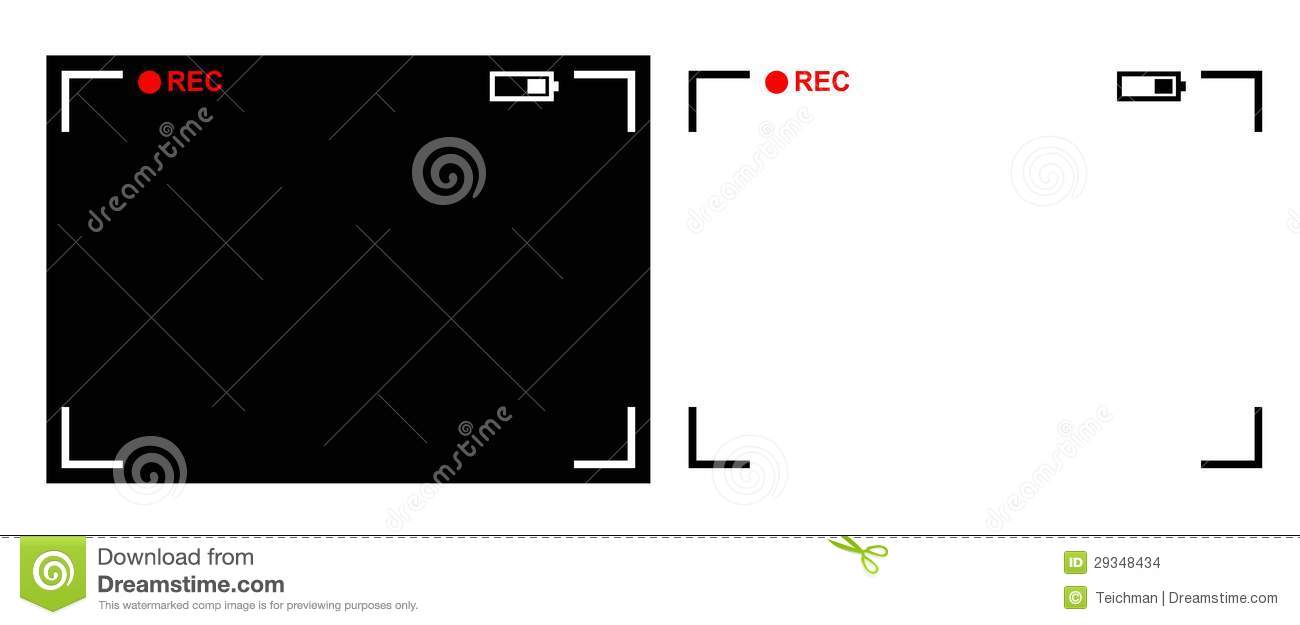 REC
REC
dreamstime
dreamstime
dreamstime
dreamstime
Download from
Dreamstime.com
This watermarked comp image is for previewing purposes only.
ID 29348434
© Teichman | Dreamstime.com